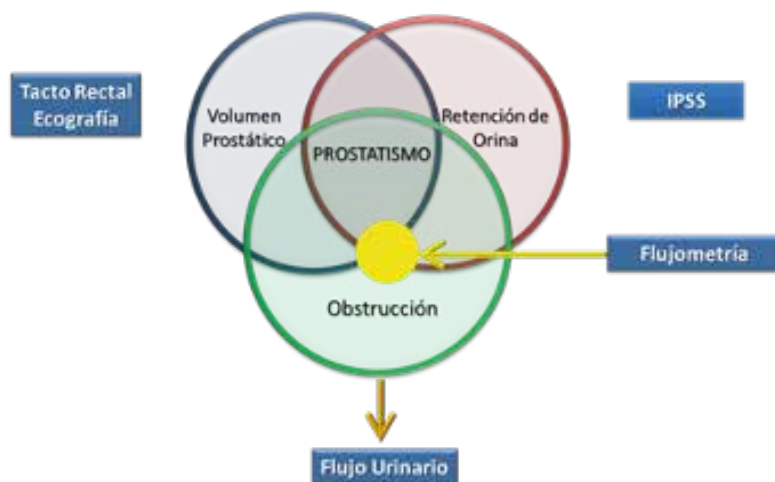 Tacto Rectal
Ecografía
Volumen
Prostático
Retención de
Orina
IPSS
PROSTATISMO
Flujometría
Obstrucción
Flujo Urinario